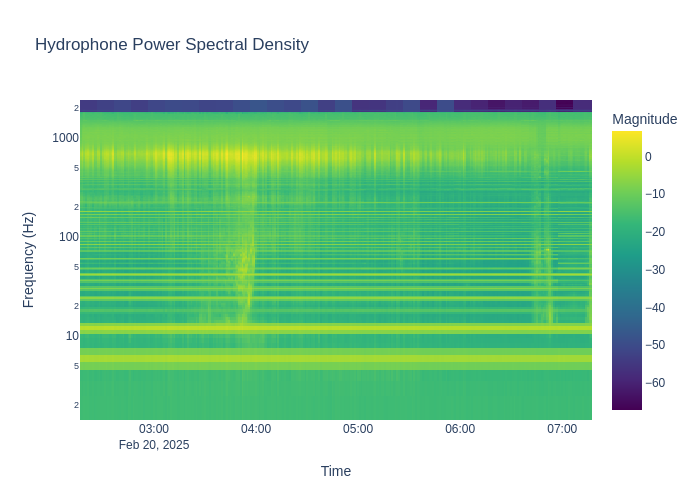 Hydrophone Power Spectral Density
Magnitude
Frequency (Hz)
2
1000
5
2
100
5
2
10
5
2
0
−10
−20
−30
−40
−50
−60
03:00 04:00 05:00 06:00 07:00
Feb 20, 2025
Time